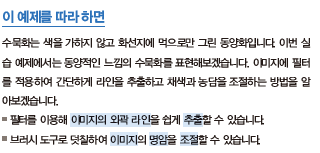 이 예제를 따라 하면
수묵화는 색을 가하지 않고 화선지에 먹으로만 그린 동양화입니다. 이번 실
습 예제에서는 동양적인 느낌의 수묵화를 표현해보겠습니다. 이미지에 필터
를 적용하여 간단하게 라인을 추출하고 채색과 농담을 조절하는 방법을 알
아보겠습니다.
■ 필터를 이용해 이미지의 외곽 라인을 쉽게 추출할 수 있습니다.
■ 브러시 도구로 덧칠하여 이미지의 명암을 조절할 수 있습니다.